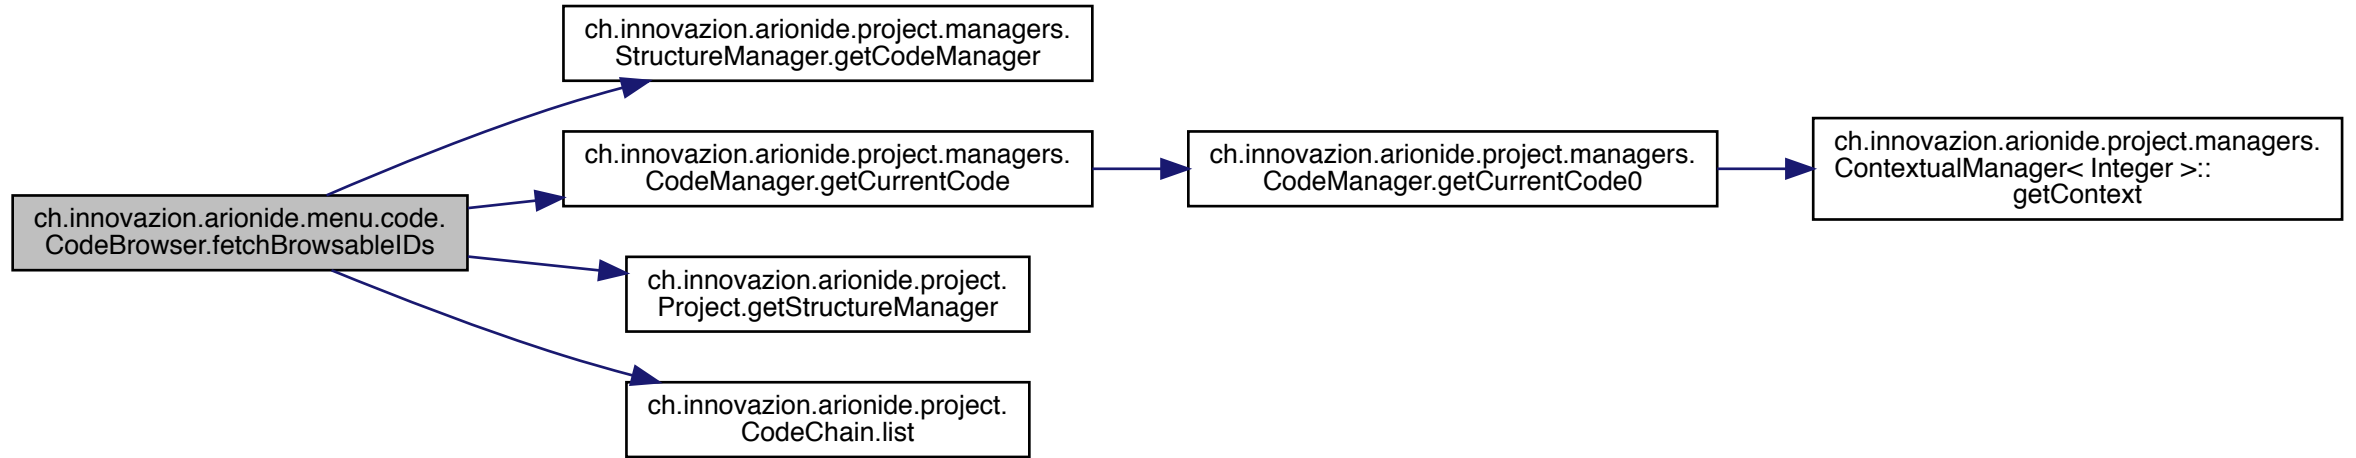 ch.innovazion.arionide.project.managers.
StructureManager.getCodeManager
ch.innovazion.arionide.project.managers.
CodeManager.getCurrentCode
ch.innovazion.arionide.project.managers.
CodeManager.getCurrentCode0
ch.innovazion.arionide.project.managers.
ContextualManager< Integer >::
getContext
ch.innovazion.arionide.menu.code.
CodeBrowser.fetchBrowsableIDs
ch.innovazion.arionide.project.
Project.getStructureManager
ch.innovazion.arionide.project.
CodeChain.list